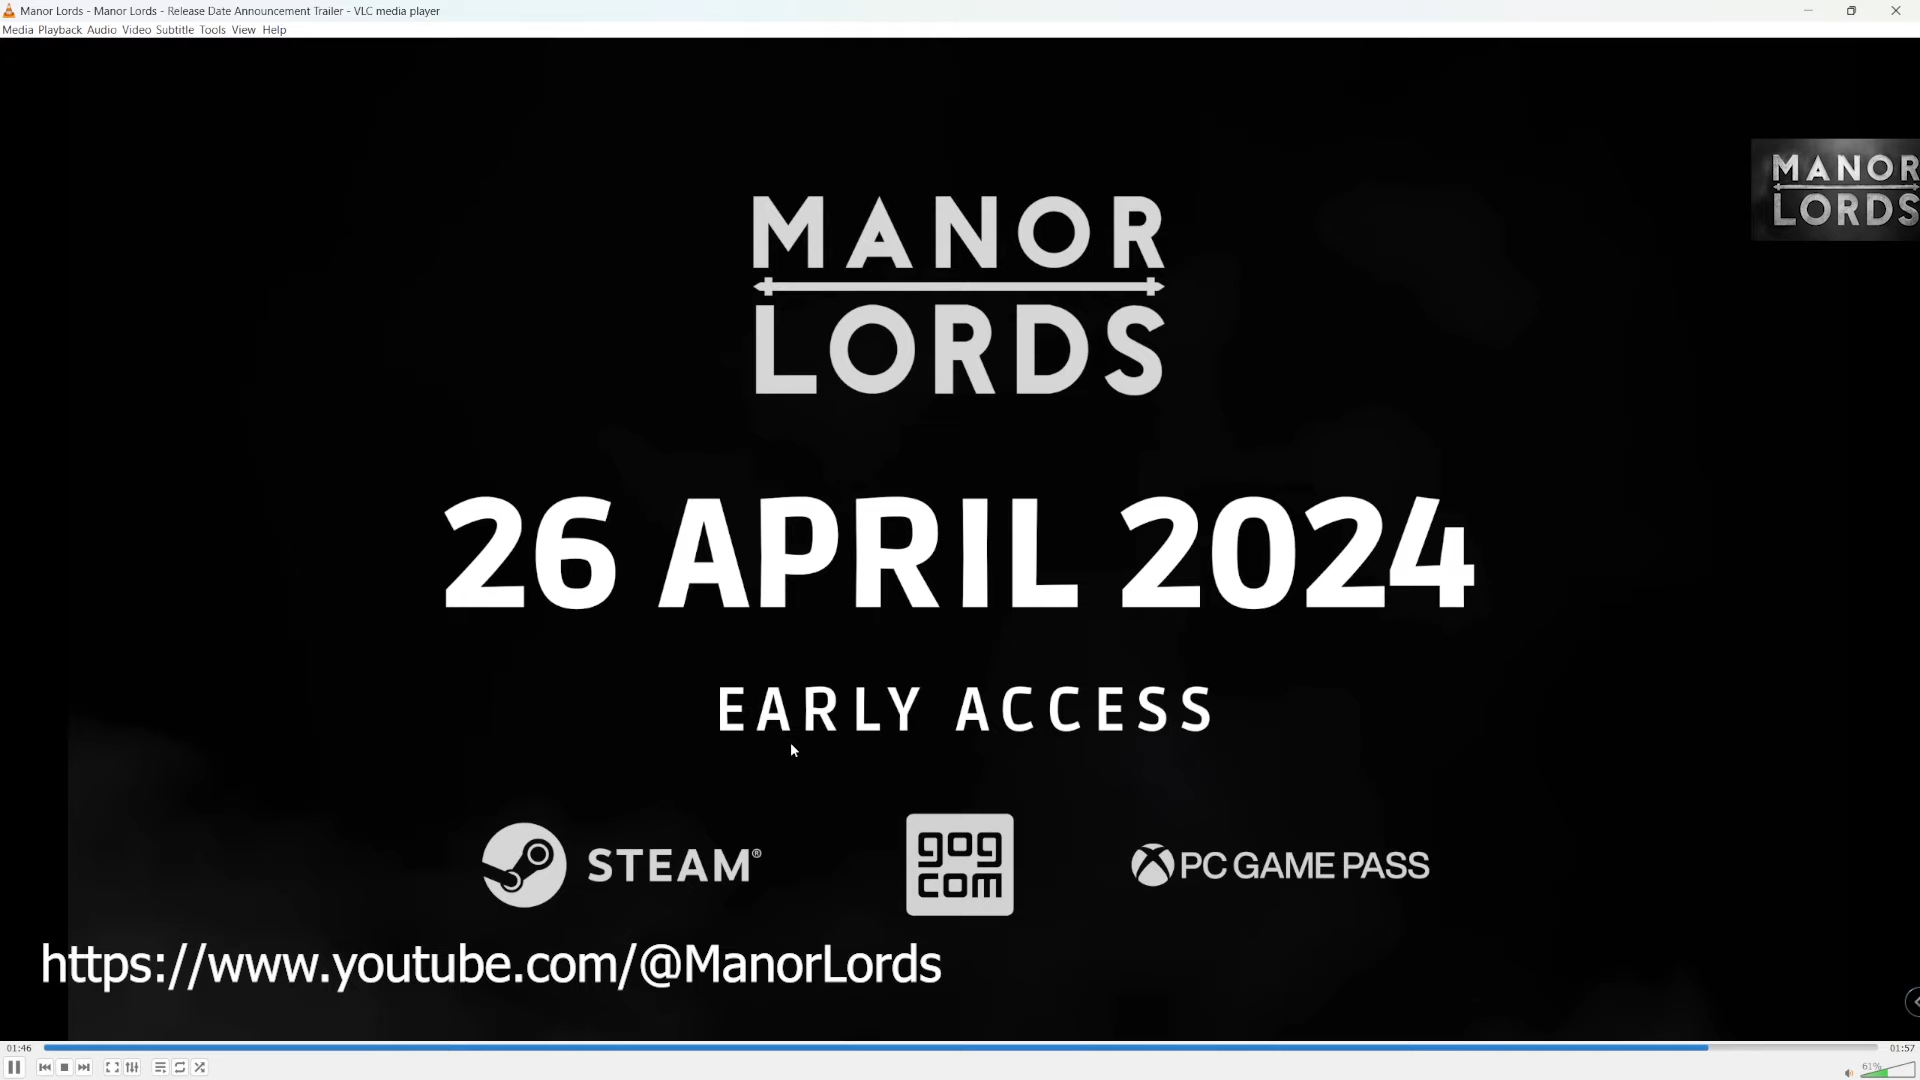 Manor Lords - Manor Lords - Release Date Announcement Trailer - VLC media player
Media Playback Audio Video Subtitle Tools View Help
MANOR
LORDS
MANOR
LORDS
26 APRIL 2024
EARLY ACCESS
STEAM®
gog
com
PC GAME PASS
https://www.youtube.com/@ManorLords
01:46
01:57
61%